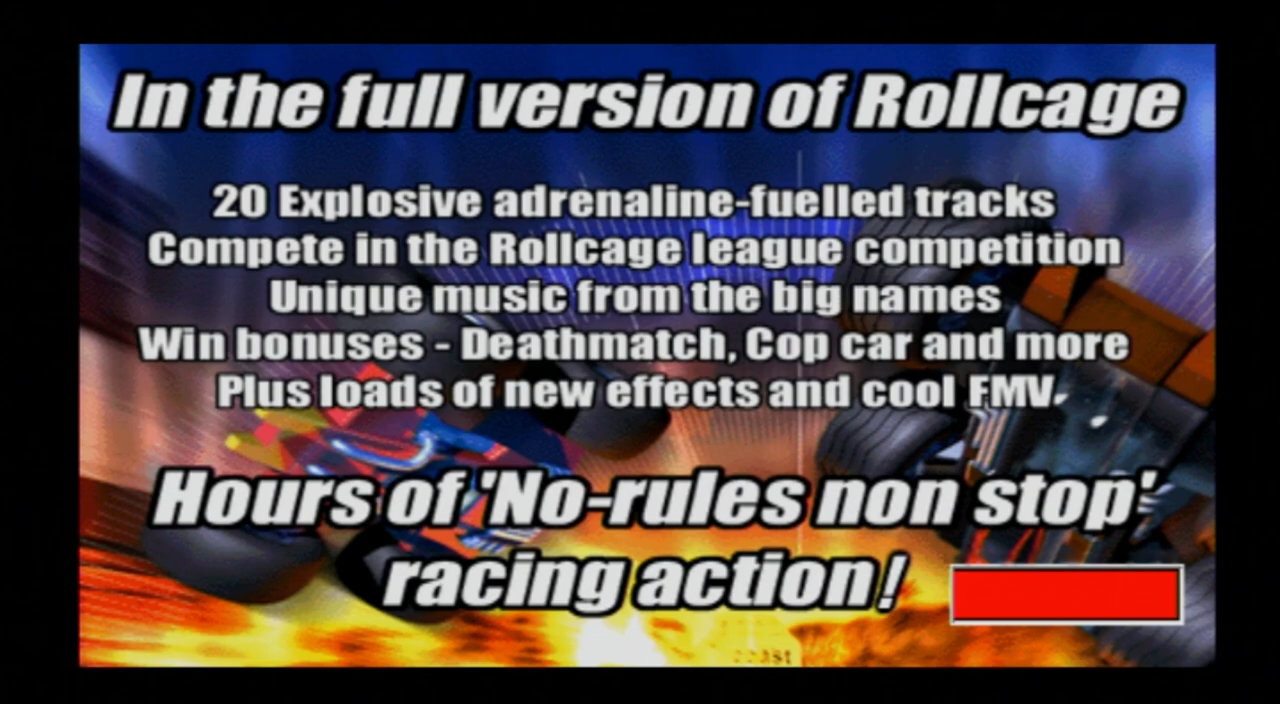 In the full version of Rollcage
20 Explosive adrenaline-fuelled tracks
Compete in the Rollcage league competition
Unique music from the big names
Win bonuses - Deathmatch, Cop car and more
Plus loads of new effects and cool FMV.
Hours of 'No-rules non stop'
racing action!